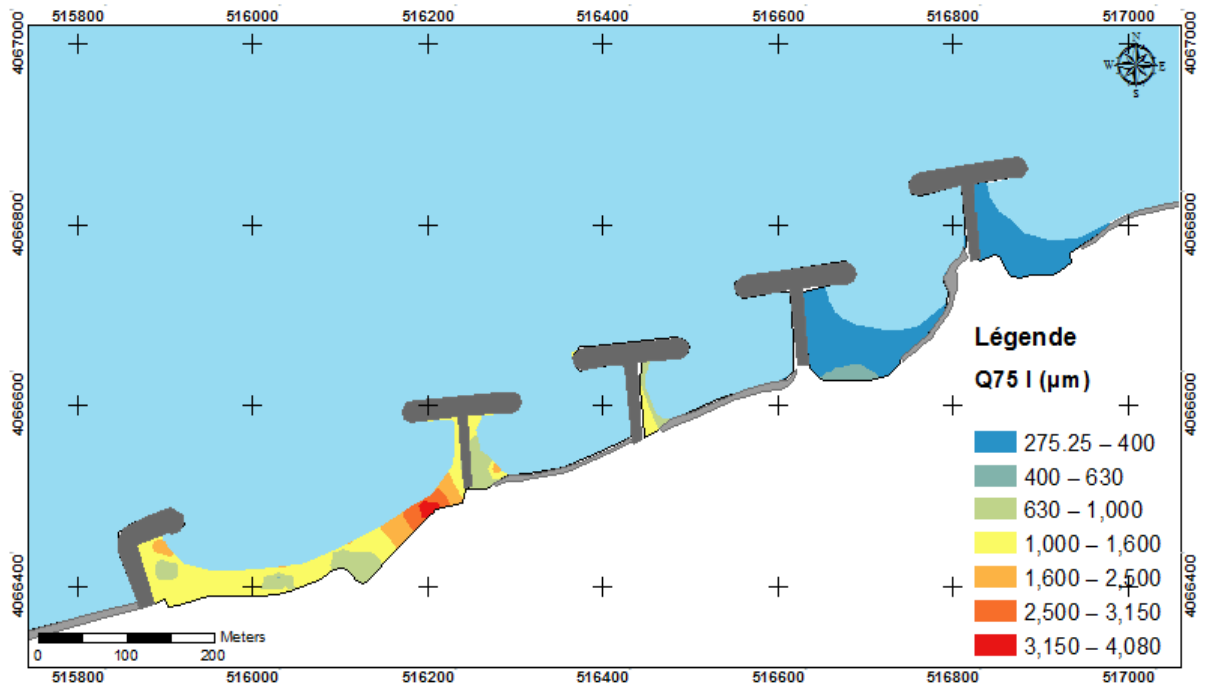 515800 516000 516200 516400 516600 516800 517000
4067000 4067000
N
W E
S
4066800 4066800
4066600 4066600
4066400 4066400
Légende
Q75 I (µm)
275.25 – 400
400 – 630
630 – 1,000
1,000 – 1,600
1,600 – 2,500
2,500 – 3,150
3,150 – 4,080
Meters
0 100 200
515800 516000 516200 516400 516600 516800 517000